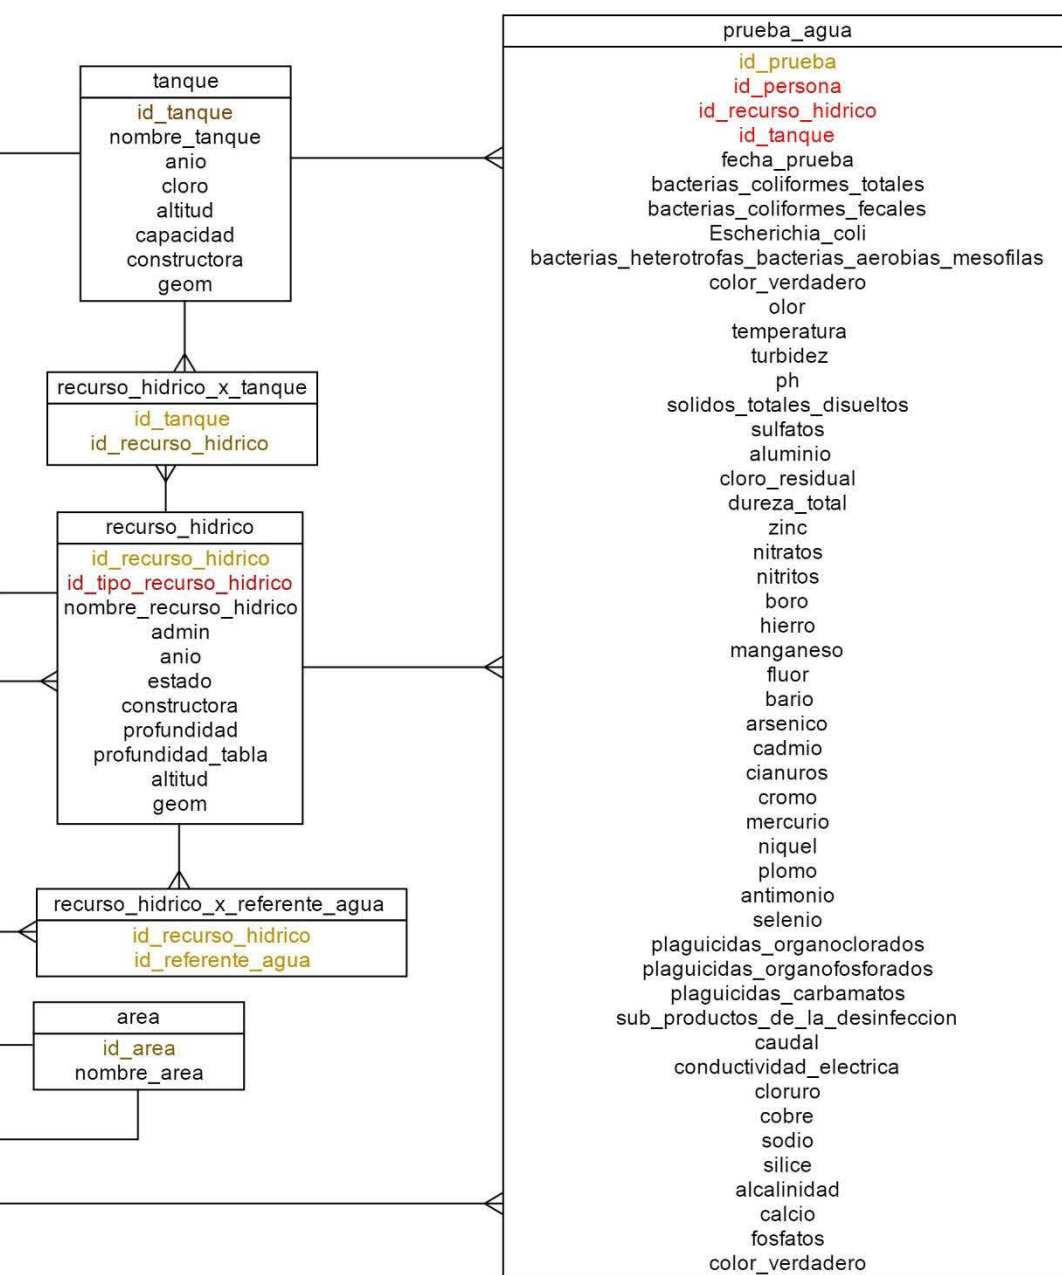 tanque
id_tanque
nombre_tanque
anio
cloro
altitud
capacidad
constructora
geom
recurso_hidrico_x_tanque
id_tanque
id_recurso_hidrico
recurso_hidrico
id_recurso_hidrico
id_tipo_recurso_hidrico
nombre_recurso_hidrico
admin
anio
estado
constructora
profundidad
profundidad_tabla
altitud
geom
recurso_hidrico_x_referente_agua
id_recurso_hidrico
id_referente_agua
area
id_area
nombre_area
prueba_agua
id_prueba
id_persona
id_recurso_hidrico
id_tanque
fecha_prueba
bacterias_coliformes_totales
bacterias_coliformes_fecales
Escherichia_coli
bacterias_heterotrofas_bacterias_aerobias_mesofilas
color_verdadero
olor
temperatura
turbidez
ph
solidos_totales_disueltos
sulfatos
aluminio
cloro_residual
dureza_total
zinc
nitratos
nitritos
boro
hierro
manganeso
fluor
bario
arsenico
cadmio
cianuros
cromo
mercurio
niquel
plomo
antimonio
selenio
plaguicidas_organoclorados
plaguicidas_organofosforados
plaguicidas_carbamatos
sub_productos_de_la_desinfeccion
caudal
conductividad_electrica
cloruro
cobre
sodio
silice
alcalinidad
calcio
fosfatos
color_verdadero